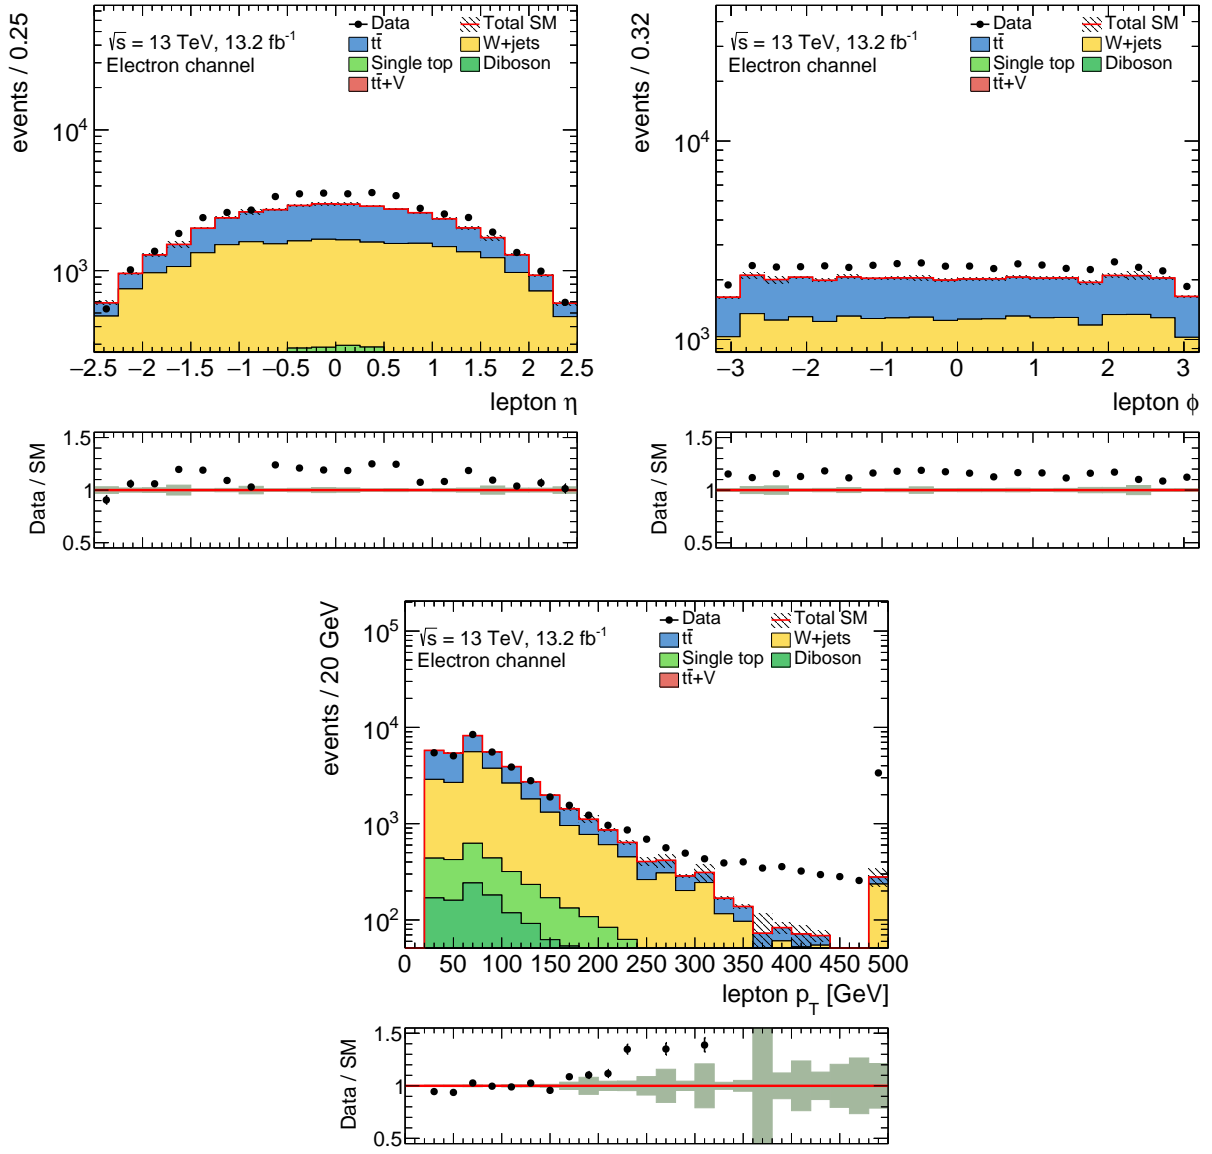 events / 0.25
Data
Total SM
√s = 13 TeV, 13.2 fb⁻¹
tt̄
W+jets
Electron channel
Single top
Diboson
tt̄+V
10⁴
10³
−2.5 −2 −1.5 −1 −0.5 0 0.5 1 1.5 2 2.5
lepton η
Data / SM
1.5
1
0.5
events / 0.32
Data
Total SM
√s = 13 TeV, 13.2 fb⁻¹
tt̄
W+jets
Electron channel
Single top
Diboson
tt̄+V
10⁴
10³
−3 −2 −1 0 1 2 3
lepton ϕ
Data / SM
1.5
1
0.5
events / 20 GeV
Data
Total SM
√s = 13 TeV, 13.2 fb⁻¹
tt̄
W+jets
Electron channel
Single top
Diboson
tt̄+V
10⁵
10⁴
10³
10²
0 50 100 150 200 250 300 350 400 450 500
lepton p_T [GeV]
Data / SM
1.5
1
0.5